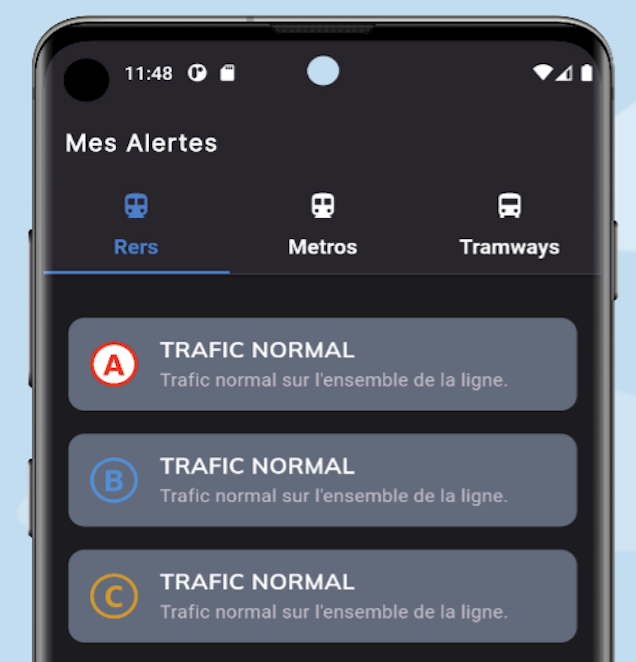 11:48
Mes Alertes
Rers Metros Tramways
A
TRAFIC NORMAL
Trafic normal sur l'ensemble de la ligne.
B
TRAFIC NORMAL
Trafic normal sur l'ensemble de la ligne.
C
TRAFIC NORMAL
Trafic normal sur l'ensemble de la ligne.